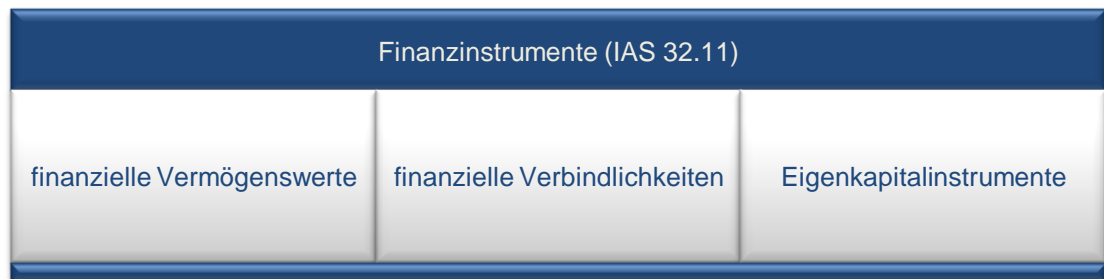 Finanzinstrumente (IAS 32.11)
finanzielle Vermögenswerte
finanzielle Verbindlichkeiten
Eigenkapitalinstrumente